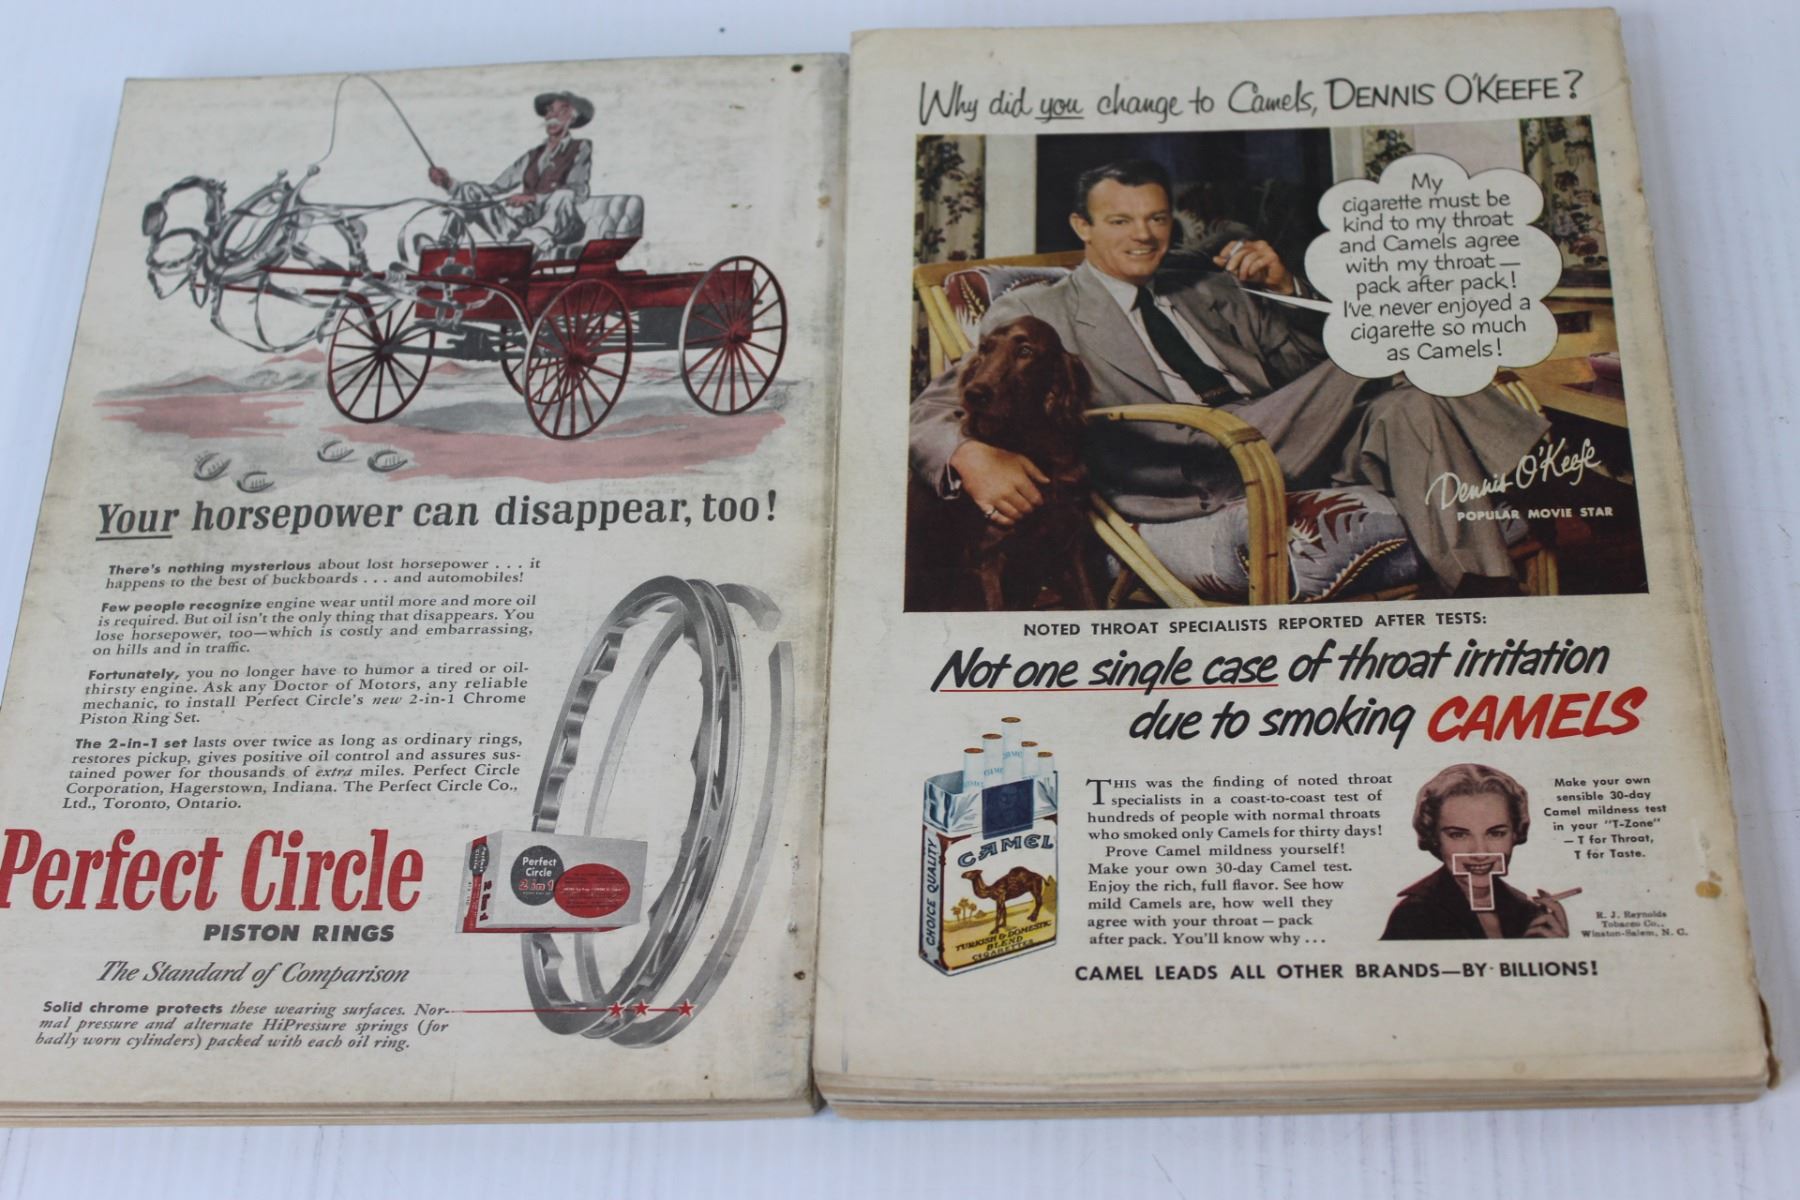 Your horsepower can disappear, too!
There's nothing mysterious about lost horsepower . . . it
happens to the best of buckboards . . . and automobiles!
Few people recognize engine wear until more and more oil
is required. But oil isn't the only thing that disappears. You
lose horsepower, too—which is costly and embarrassing,
on hills and in traffic.
Fortunately, you no longer have to humor a tired or oil-
thirsty engine. Ask any Doctor of Motors, any reliable
mechanic, to install Perfect Circle's new 2-in-1 Chrome
Piston Ring Set.
The 2-in-1 set lasts over twice as long as ordinary rings,
restores pickup, gives positive oil control and assures sus-
tained power for thousands of extra miles. Perfect Circle
Corporation, Hagerstown, Indiana. The Perfect Circle Co.,
Ltd., Toronto, Ontario.
Perfect Circle
PISTON RINGS
The Standard of Comparison
Solid chrome protects these wearing surfaces. Nor-
mal pressure and alternate HiPressure springs (for
badly worn cylinders) packed with each oil ring.
Perfect
Circle
2 in 1
2 in 1
Why did you change to Camels, DENNIS O'KEEFE?
My
cigarette must be
kind to my throat
and Camels agree
with my throat—
pack after pack!
I've never enjoyed a
cigarette so much
as Camels!
Dennis O'Keefe
POPULAR MOVIE STAR
NOTED THROAT SPECIALISTS REPORTED AFTER TESTS:
Not one single case of throat irritation
due to smoking CAMELS
CAMEL
CHOICE QUALITY
TURKISH & DOMESTIC
BLEND
CIGARETTES
THIS was the finding of noted throat
specialists in a coast-to-coast test of
hundreds of people with normal throats
who smoked only Camels for thirty days!
Prove Camel mildness yourself!
Make your own 30-day Camel test.
Enjoy the rich, full flavor. See how
mild Camels are, how well they
agree with your throat — pack
after pack. You'll know why . . .
T
Make your own
sensible 30-day
Camel mildness test
in your "T-Zone"
— T for Throat,
T for Taste.
R. J. Reynolds
Tobacco Co.,
Winston-Salem, N. C.
CAMEL LEADS ALL OTHER BRANDS—BY BILLIONS!